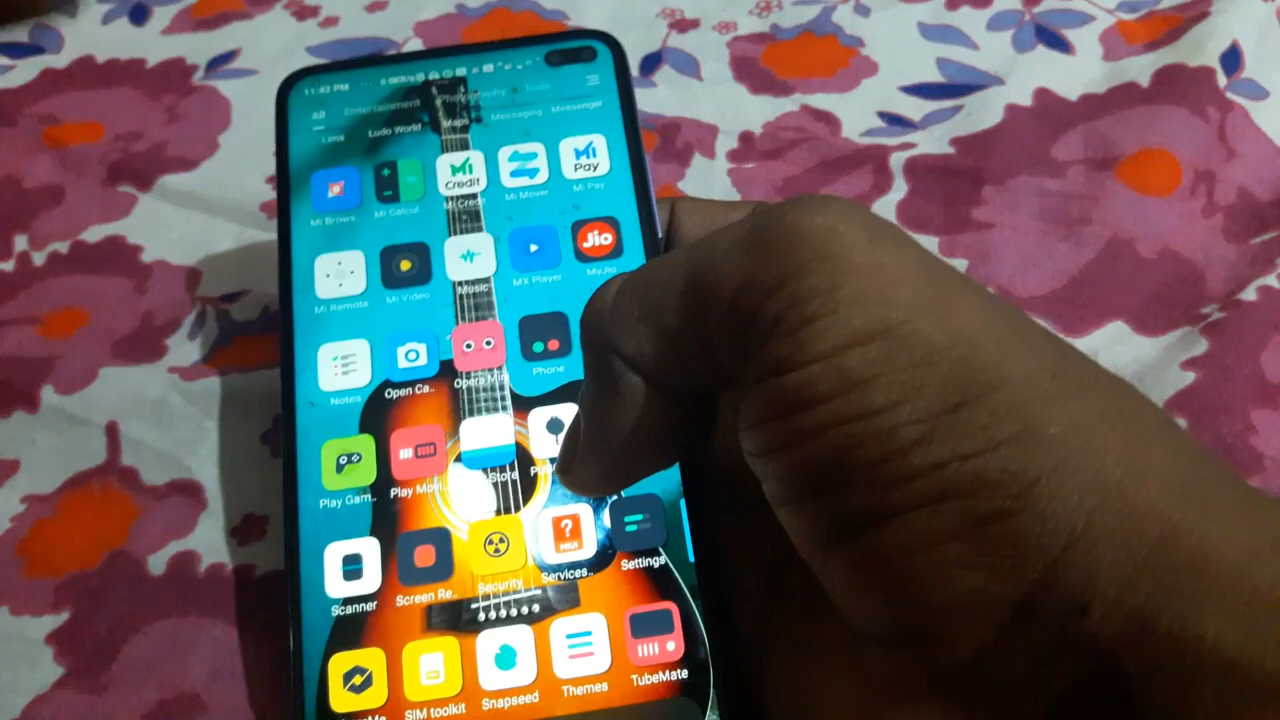 11:42 PM
All Entertainment Photography Tools
Lens Ludo World Maps Messaging Messenger
Mi Credit
Mi Pay
Mi Brows.. Mi Calcul Mi Credit Mi Mover Mi Pay
Jio
Mi Remote Mi Video Music MX Player MyJio
Notes Open Ca.. Opera Mini Phone
Play Gam.. Play Movi.. Store
?
MIUI
Scanner Screen Re.. Security Services.. Settings
SIM toolkit Snapseed Themes TubeMate